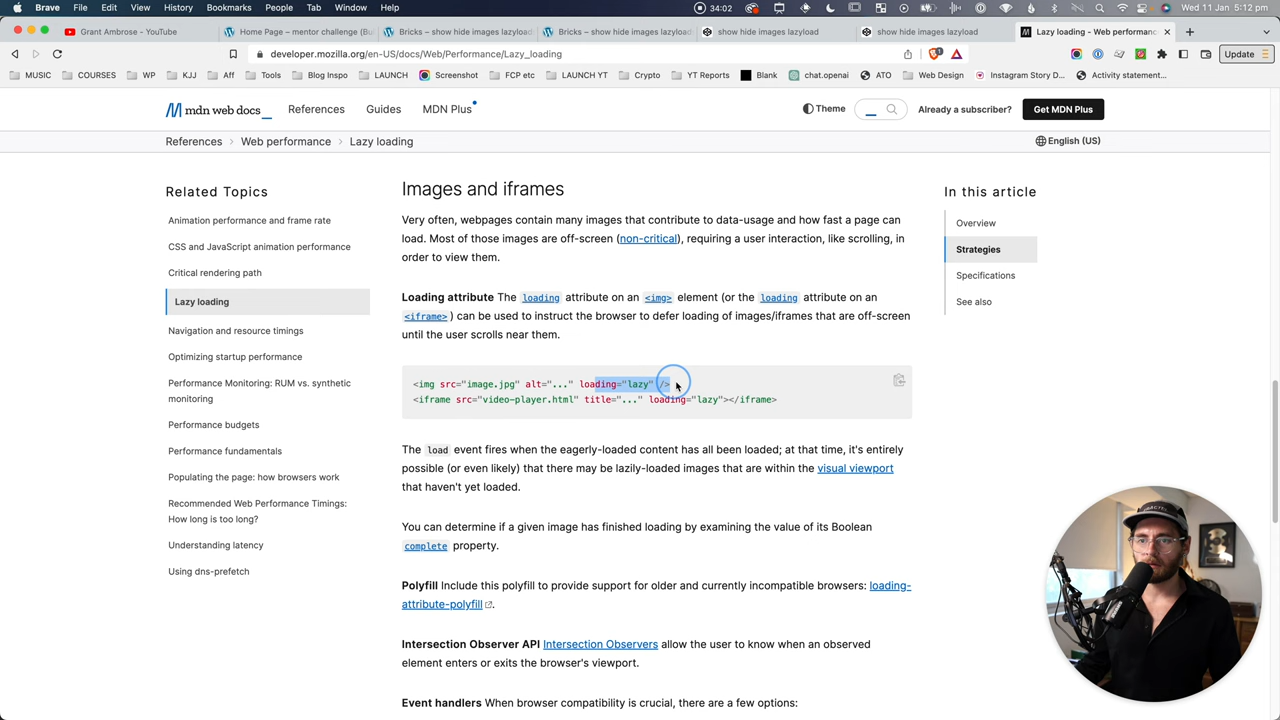 Brave File Edit View History Bookmarks People Tab Window Help 34:02 Wed 11 Jan 5:12 pm
Grant Ambrose - YouTube
Home Page – mentor challenge (Bu
Bricks – show hide images lazyload
Bricks – show hide images lazyload
show hide images lazyload
show hide images lazyload
Lazy loading - Web performanc
developer.mozilla.org/en-US/docs/Web/Performance/Lazy_loading
Update
MUSIC COURSES WP KJJ Aff Tools Blog Inspo LAUNCH Screenshot FCP etc LAUNCH YT Crypto YT Reports Blank chat.openai ATO Web Design Instagram Story D... Activity statement...
mdn web docs_
References Guides MDN Plus
Theme
Already a subscriber?
Get MDN Plus
References > Web performance > Lazy loading
English (US)
Related Topics
Animation performance and frame rate
CSS and JavaScript animation performance
Critical rendering path
Lazy loading
Navigation and resource timings
Optimizing startup performance
Performance Monitoring: RUM vs. synthetic
monitoring
Performance budgets
Performance fundamentals
Populating the page: how browsers work
Recommended Web Performance Timings:
How long is too long?
Understanding latency
Using dns-prefetch
Images and iframes
Very often, webpages contain many images that contribute to data-usage and how fast a page can
load. Most of those images are off-screen (non-critical), requiring a user interaction, like scrolling, in
order to view them.
Loading attribute The loading attribute on an <img> element (or the loading attribute on an
<iframe>) can be used to instruct the browser to defer loading of images/iframes that are off-screen
until the user scrolls near them.
<img src="image.jpg" alt="..." loading="lazy" />
<iframe src="video-player.html" title="..." loading="lazy"></iframe>
The load event fires when the eagerly-loaded content has all been loaded; at that time, it's entirely
possible (or even likely) that there may be lazily-loaded images that are within the visual viewport
that haven't yet loaded.
You can determine if a given image has finished loading by examining the value of its Boolean
complete property.
Polyfill Include this polyfill to provide support for older and currently incompatible browsers: loading-
attribute-polyfill.
Intersection Observer API Intersection Observers allow the user to know when an observed
element enters or exits the browser's viewport.
Event handlers When browser compatibility is crucial, there are a few options:
In this article
Overview
Strategies
Specifications
See also